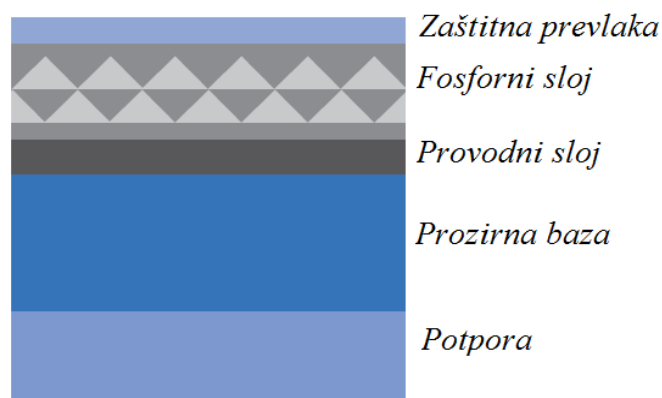 Zaštitna prevlaka
Fosforni sloj
Provodni sloj
Prozirna baza
Potpora